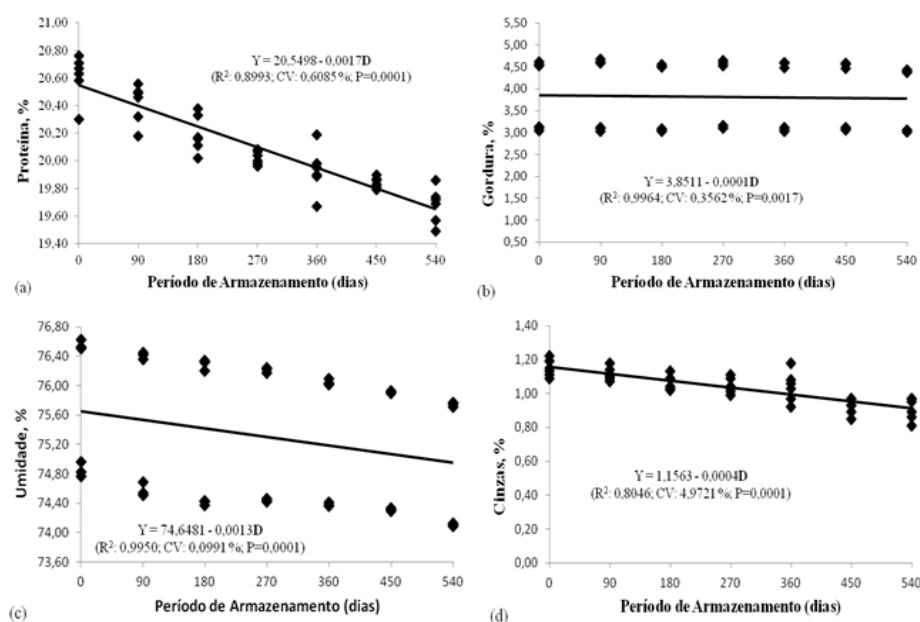 21,00
20,80
20,60
20,40
20,20
20,00
19,80
19,60
19,40
Proteína, %
Y = 20,5498 - 0,0017D
(R²: 0,8993; CV: 0,6085%; P=0,0001)
0 90 180 270 360 450 540
Período de Armazenamento (dias)
(a)
5,50
5,00
4,50
4,00
3,50
3,00
2,50
2,00
1,50
1,00
0,50
Gordura, %
Y = 3,8511 - 0,0001D
(R²: 0,9964; CV: 0,3562%; P=0,0017)
0 90 180 270 360 450 540
Período de Armazenamento (dias)
(b)
76,80
76,40
76,00
75,60
75,20
74,80
74,40
74,00
73,60
Umidade, %
Y = 74,6481 - 0,0013D
(R²: 0,9950; CV: 0,0991%; P=0,0001)
0 90 180 270 360 450 540
Período de Armazenamento (dias)
(c)
1,40
1,20
1,00
0,80
0,60
0,40
0,20
0,00
Cinzas, %
Y = 1,1563 - 0,0004D
(R²: 0,8046; CV: 4,9721%; P=0,0001)
0 90 180 270 360 450 540
Período de Armazenamento (dias)
(d)